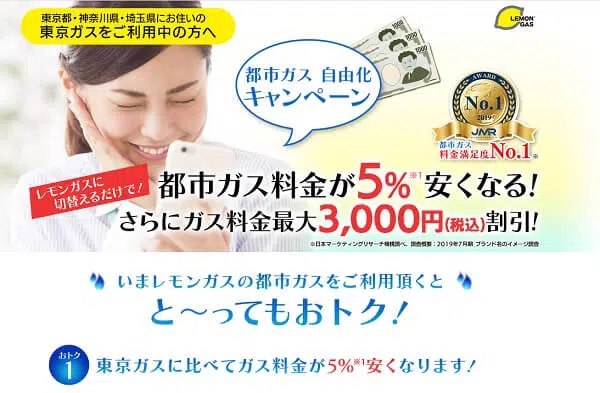 東京都・神奈川県・埼玉県にお住いの
東京ガスをご利用中の方へ
LEMON GAS
都市ガス 自由化
キャンペーン
AWARD
No.1
2019
JMR
都市ガス
料金満足度No.1※
レモンガスに
切替えるだけで!
都市ガス料金が5%※1安くなる!
さらにガス料金最大3,000円(税込)割引!
※日本マーケティングリサーチ機構調べ、調査概要:2019年7月期 ブランド名のイメージ調査
いまレモンガスの都市ガスをご利用頂くと
と〜ってもおトク!
おトク
1
東京ガスに比べてガス料金が5%※1安くなります!